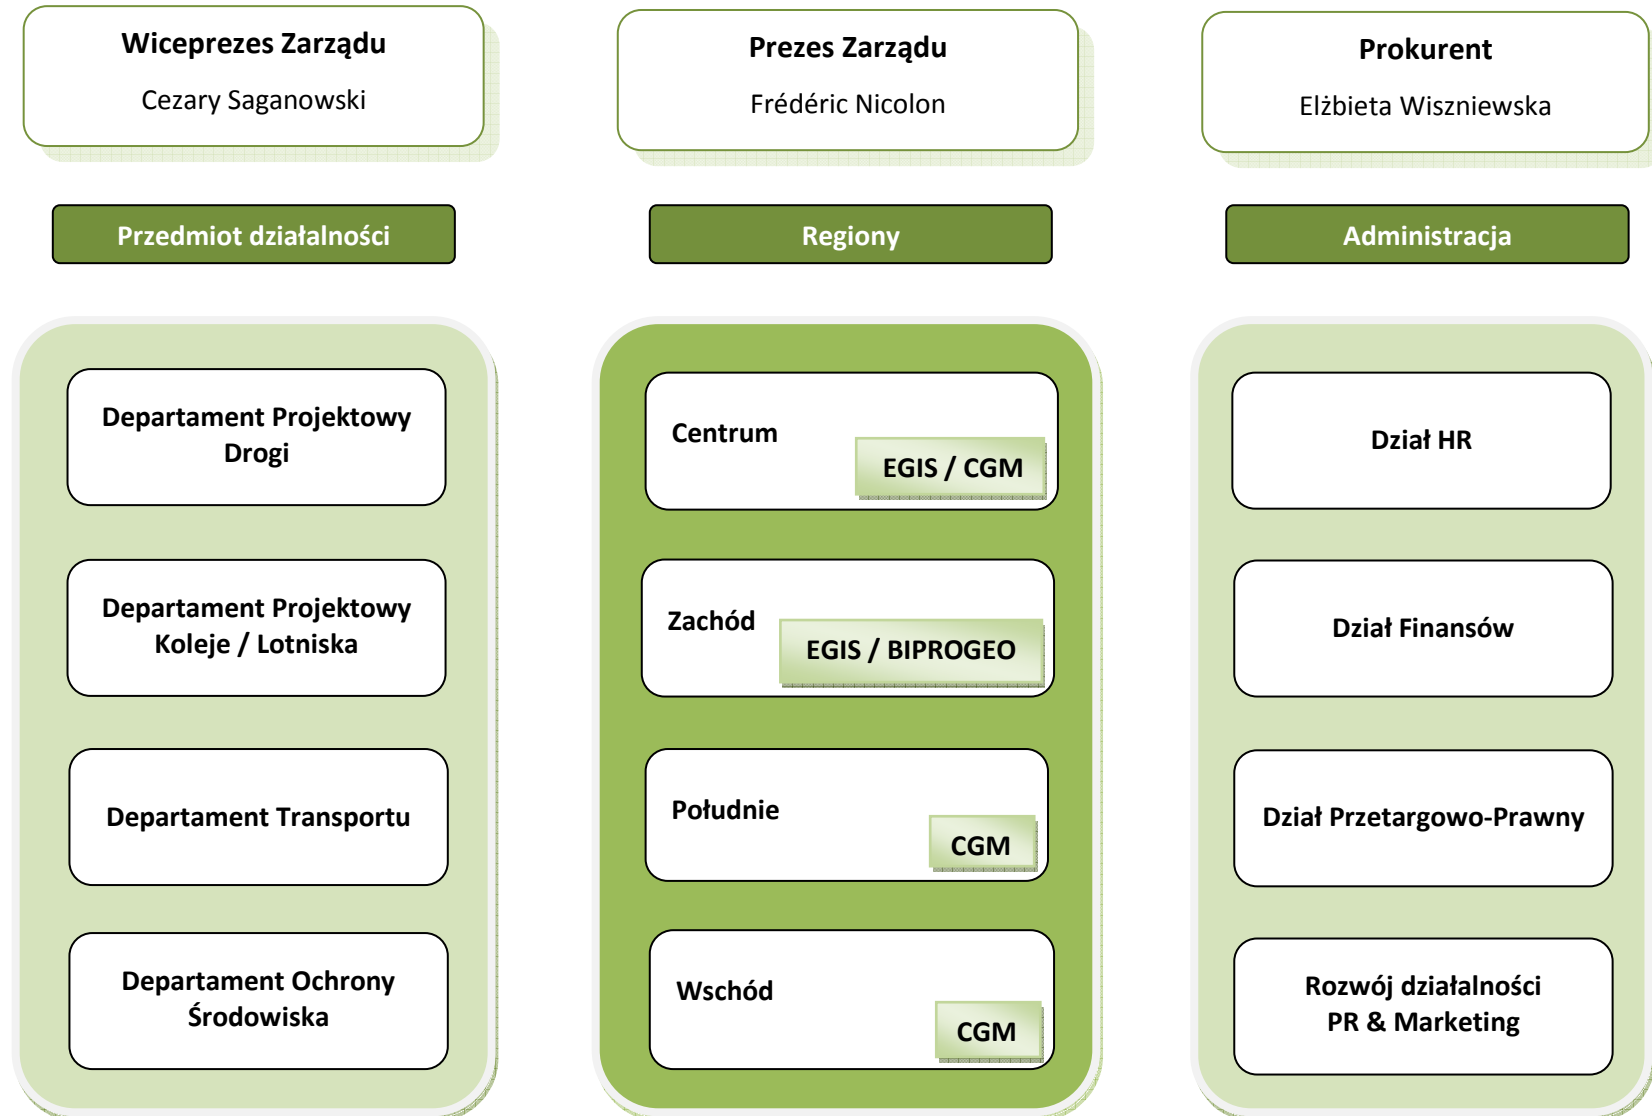 Wiceprezes Zarządu
Cezary Saganowski
Prezes Zarządu
Frédéric Nicolon
Prokurent
Elżbieta Wiszniewska
Przedmiot działalności
Regiony
Administracja
Departament Projektowy
Drogi
Departament Projektowy
Koleje / Lotniska
Departament Transportu
Departament Ochrony
Środowiska
Centrum
EGIS / CGM
Zachód
EGIS / BIPROGEO
Południe
CGM
Wschód
CGM
Dział HR
Dział Finansów
Dział Przetargowo-Prawny
Rozwój działalności
PR & Marketing